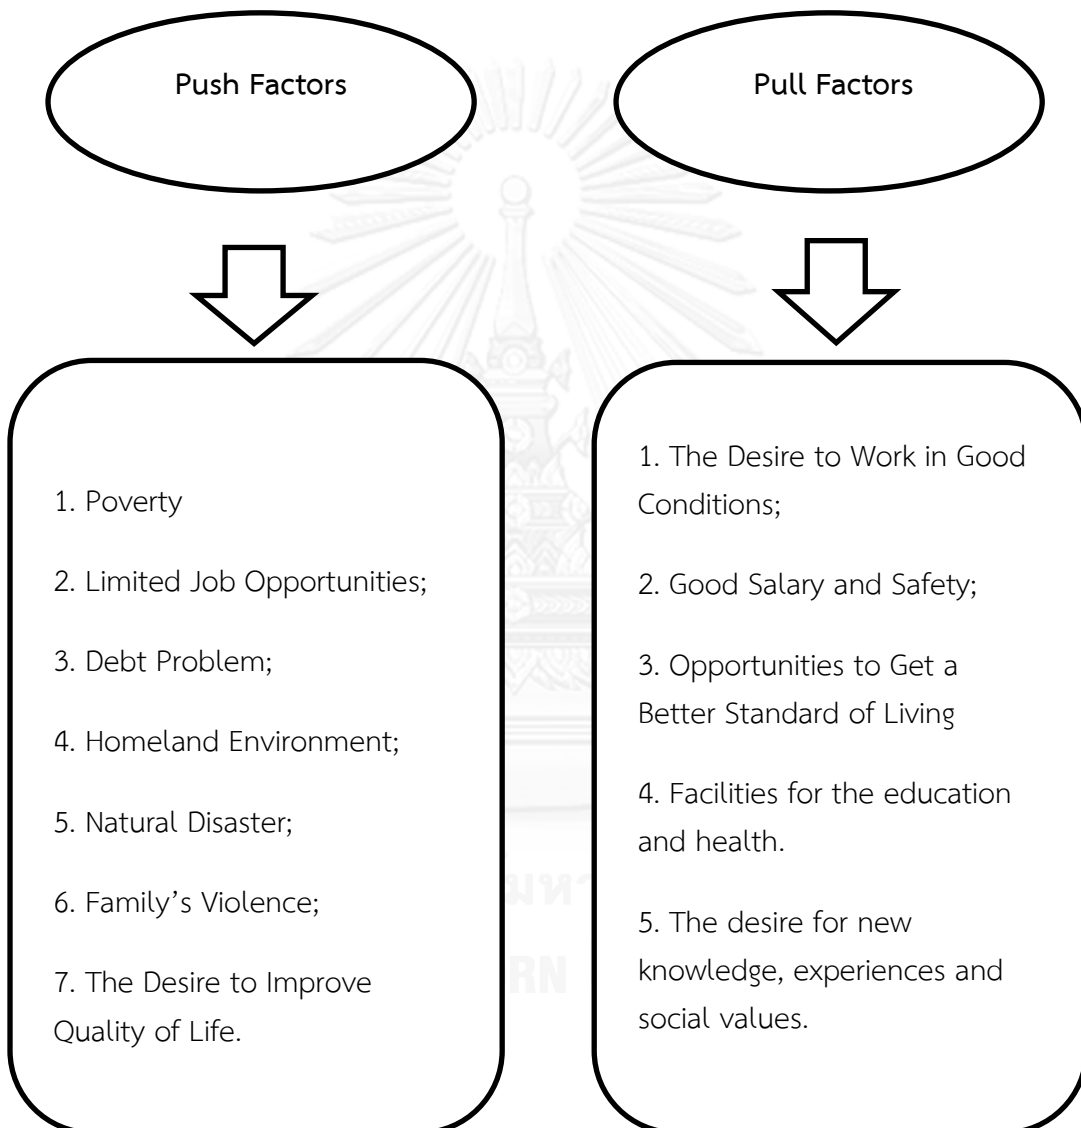 Push Factors
Pull Factors
1. Poverty
2. Limited Job Opportunities;
3. Debt Problem;
4. Homeland Environment;
5. Natural Disaster;
6. Family’s Violence;
7. The Desire to Improve
Quality of Life.
1. The Desire to Work in Good
Conditions;
2. Good Salary and Safety;
3. Opportunities to Get a
Better Standard of Living
4. Facilities for the education
and health.
5. The desire for new
knowledge, experiences and
social values.
RN